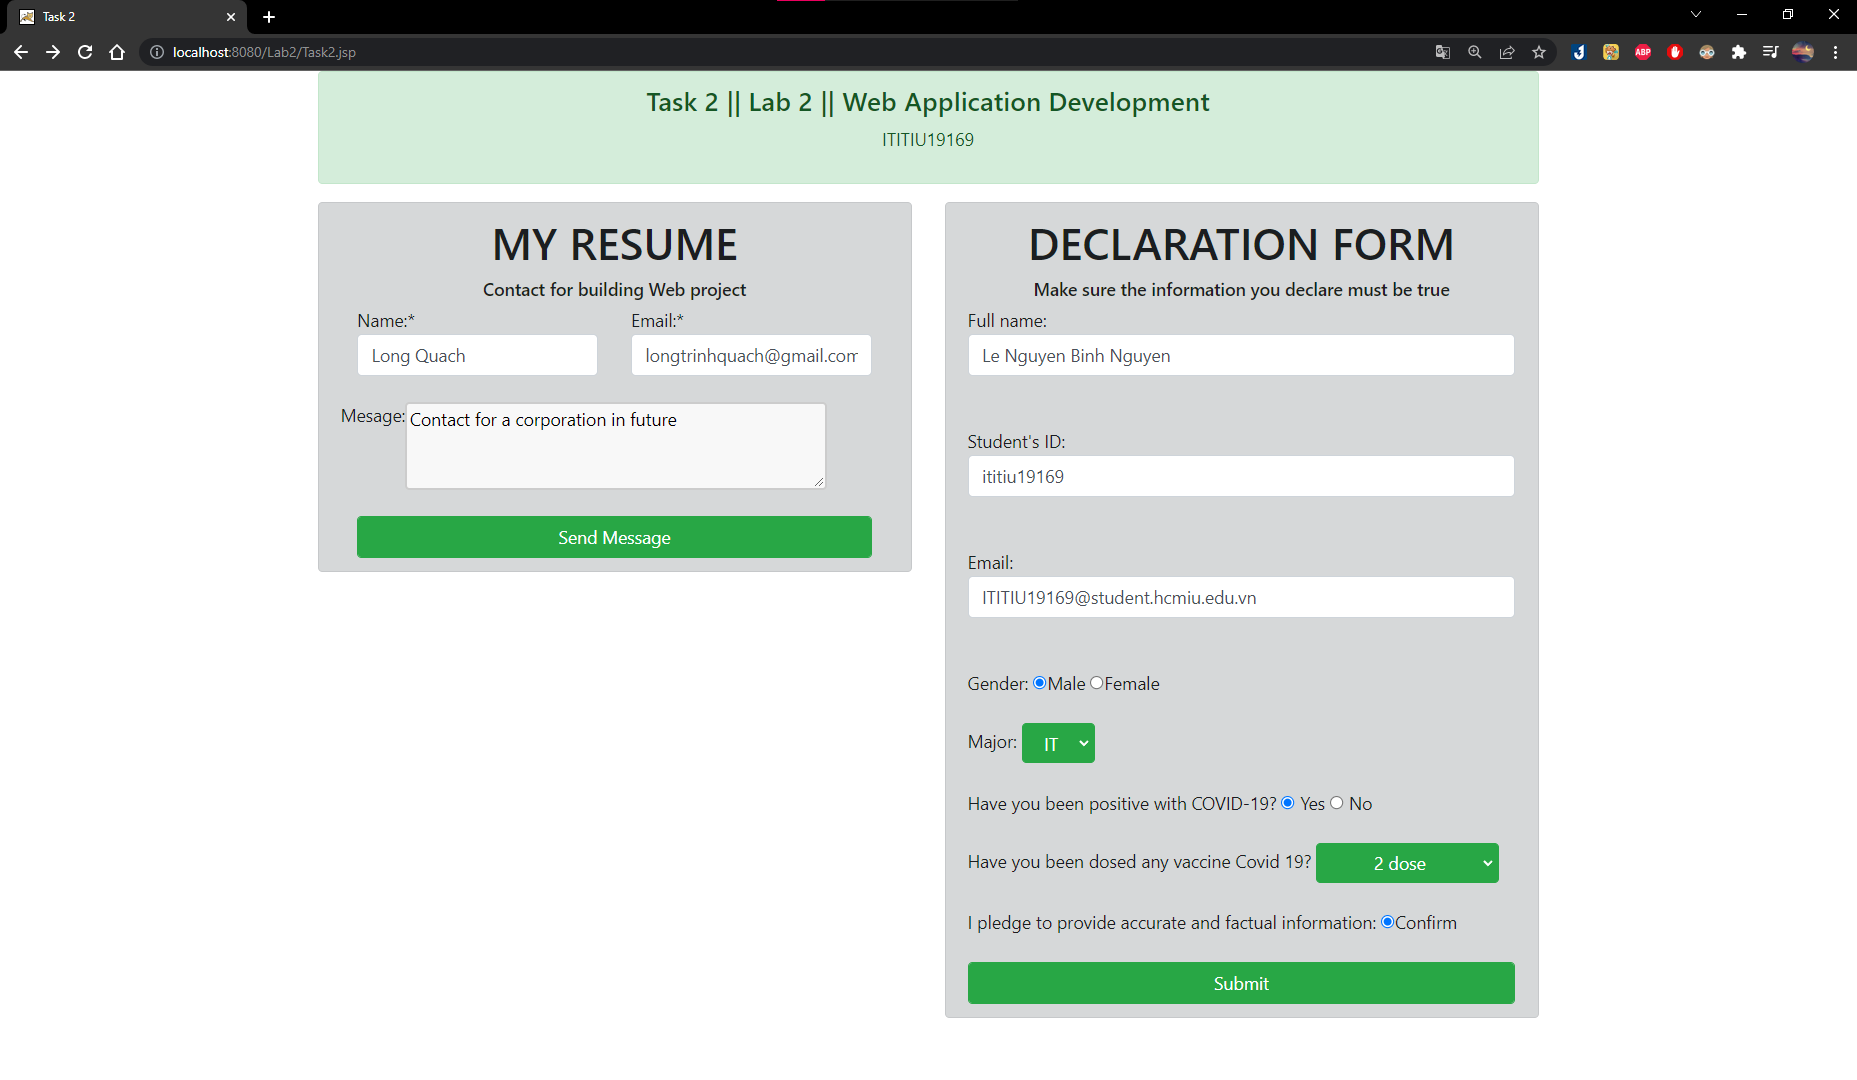 Task 2
localhost:8080/Lab2/Task2.jsp
ABP
Task 2 || Lab 2 || Web Application Development
ITITIU19169
MY RESUME
Contact for building Web project
Name:* Email:*
Long Quach longtrinhquach@gmail.com
Mesage: Contact for a corporation in future
Send Message
DECLARATION FORM
Make sure the information you declare must be true
Full name:
Le Nguyen Binh Nguyen
Student's ID:
ititiu19169
Email:
ITITIU19169@student.hcmiu.edu.vn
Gender: Male Female
Major: IT
Have you been positive with COVID-19? Yes No
Have you been dosed any vaccine Covid 19? 2 dose
I pledge to provide accurate and factual information: Confirm
Submit